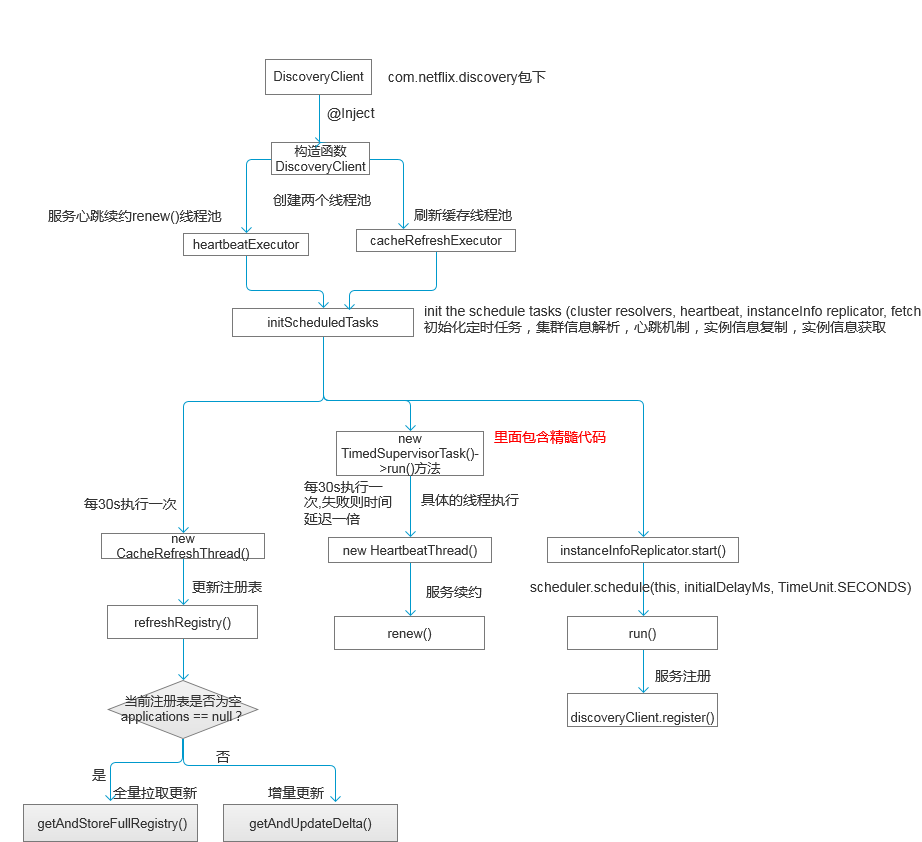 DiscoveryClient
com.netflix.discovery包下
@Inject
构造函数
DiscoveryClient
创建两个线程池
服务心跳续约renew()线程池
刷新缓存线程池
heartbeatExecutor
cacheRefreshExecutor
initScheduledTasks
init the schedule tasks (cluster resolvers, heartbeat, instanceInfo replicator, fetch
初始化定时任务，集群信息解析，心跳机制，实例信息复制，实例信息获取
new
TimedSupervisorTask()-
>run()方法
里面包含精髓代码
每30s执行一次
每30s执行一
次,失败则时间
延迟一倍
具体的线程执行
new
CacheRefreshThread()
new HeartbeatThread()
instanceInfoReplicator.start()
更新注册表
服务续约
scheduler.schedule(this, initialDelayMs, TimeUnit.SECONDS)
refreshRegistry()
renew()
run()
服务注册
当前注册表是否为空
applications == null ?
discoveryClient.register()
是
否
全量拉取更新
增量更新
getAndStoreFullRegistry()
getAndUpdateDelta()